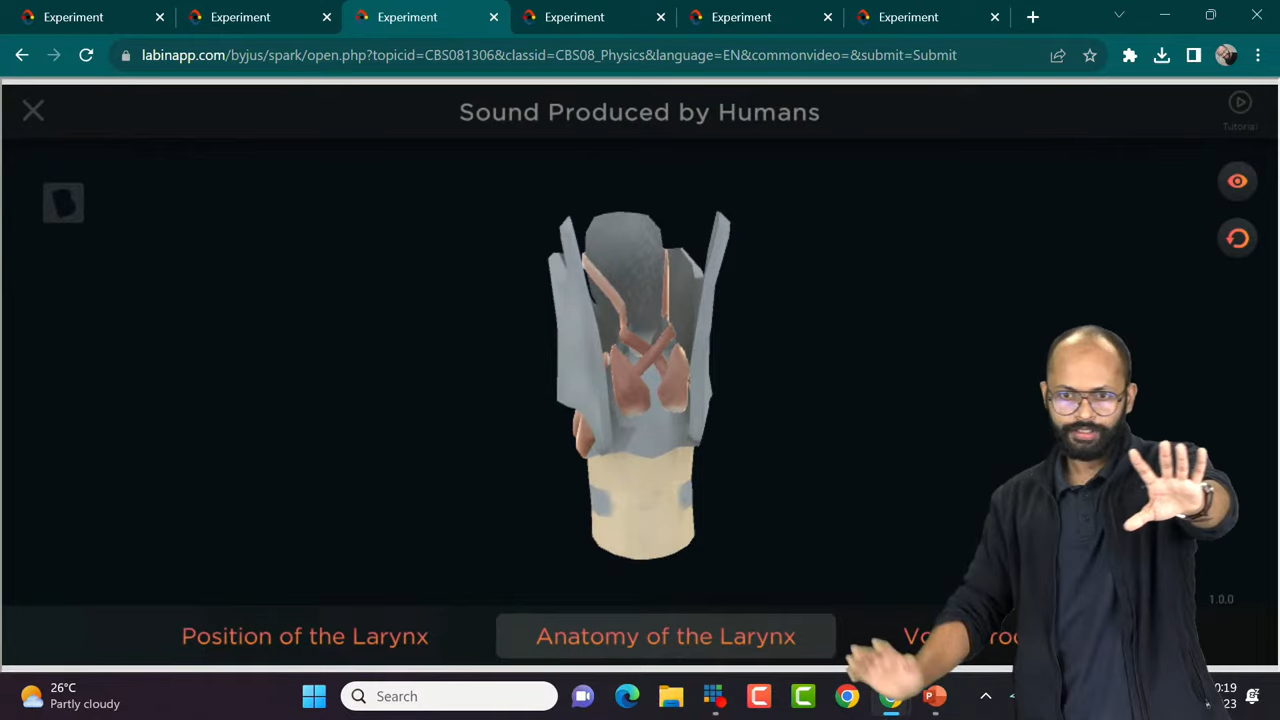 Experiment
Experiment
Experiment
Experiment
Experiment
Experiment
labinapp.com/byjus/spark/open.php?topicid=CBS081306&classid=CBS08_Physics&language=EN&commonvideo=&submit=Submit
Sound Produced by Humans
Tutorial
1.0.0
Position of the Larynx
Anatomy of the Larynx
26°C
Partly cloudy
Search